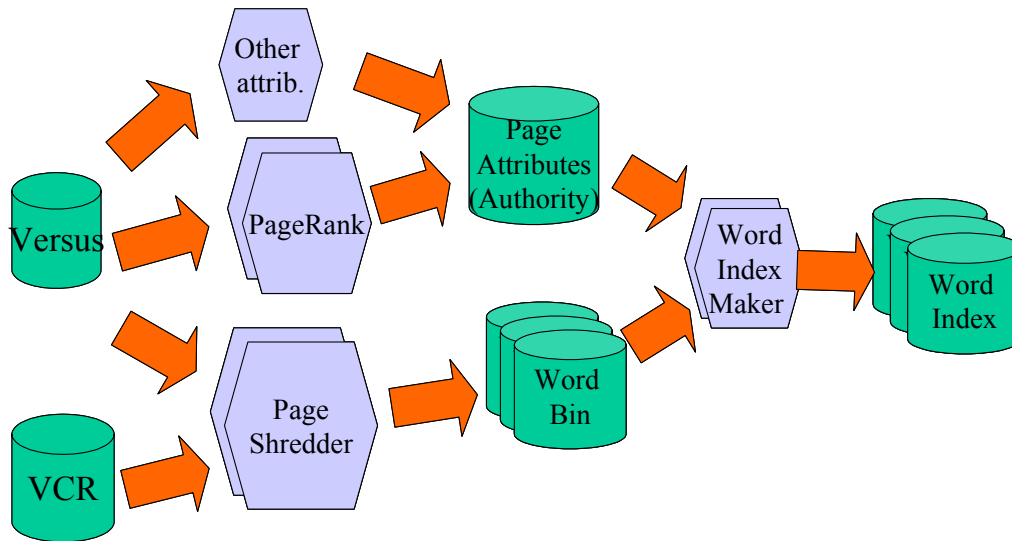 Other
attrib.
Versus
PageRank
Page
Attributes
(Authority)
VCR
Page
Shredder
Word
Bin
Word
Index
Maker
Word
Index